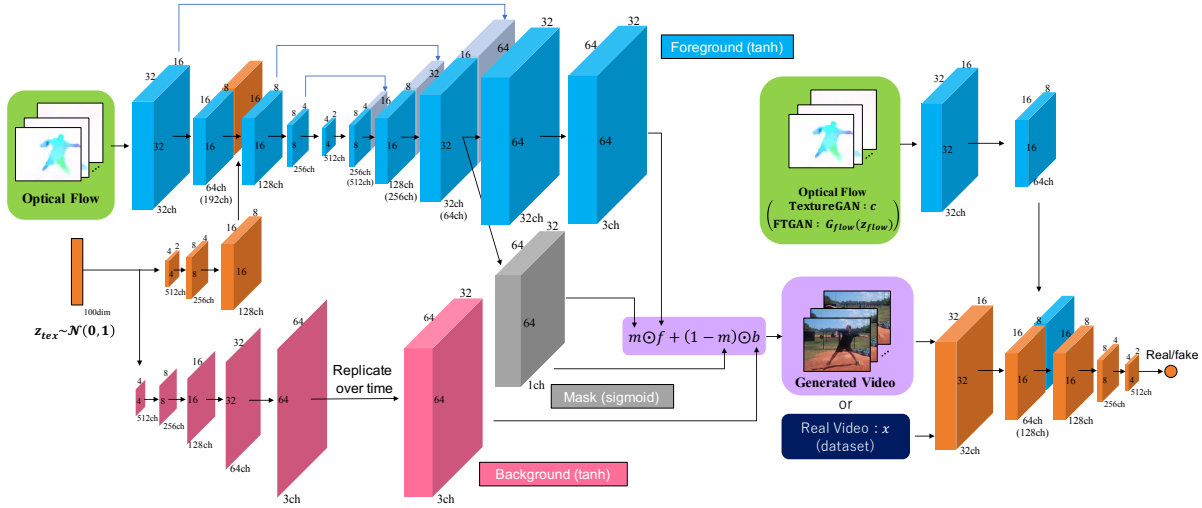 32
16
32
16
8
8
16
16
64ch
(192ch)
32ch
128ch
4
8
8
256ch
2
4
4
512ch
4
8
8
256ch
(512ch)
16
8
16
16
128ch
(256ch)
32
16
32
32
32ch
(64ch)
32
64
32
64
64
32ch
32
64
64
3ch
Foreground (tanh)
Optical Flow
100dim
z_tex~𝒩(0, 1)
2
4
4
512ch
4
8
8
256ch
8
16
16
128ch
4
4
512ch
8
8
256ch
16
16
128ch
32
32
64ch
64
64
3ch
Replicate
over time
32
64
64
3ch
Background (tanh)
32
64
64
1ch
Mask (sigmoid)
m⊙f + (1 − m)⊙b
Optical Flow
TextureGAN : c
FTGAN : G_flow(z_flow)
16
32
32
32ch
8
16
16
64ch
Generated Video
or
Real Video : x
(dataset)
16
32
32
32ch
8
16
16
64ch
(128ch)
8
16
16
128ch
4
8
8
256ch
2
4
4
512ch
Real/fake